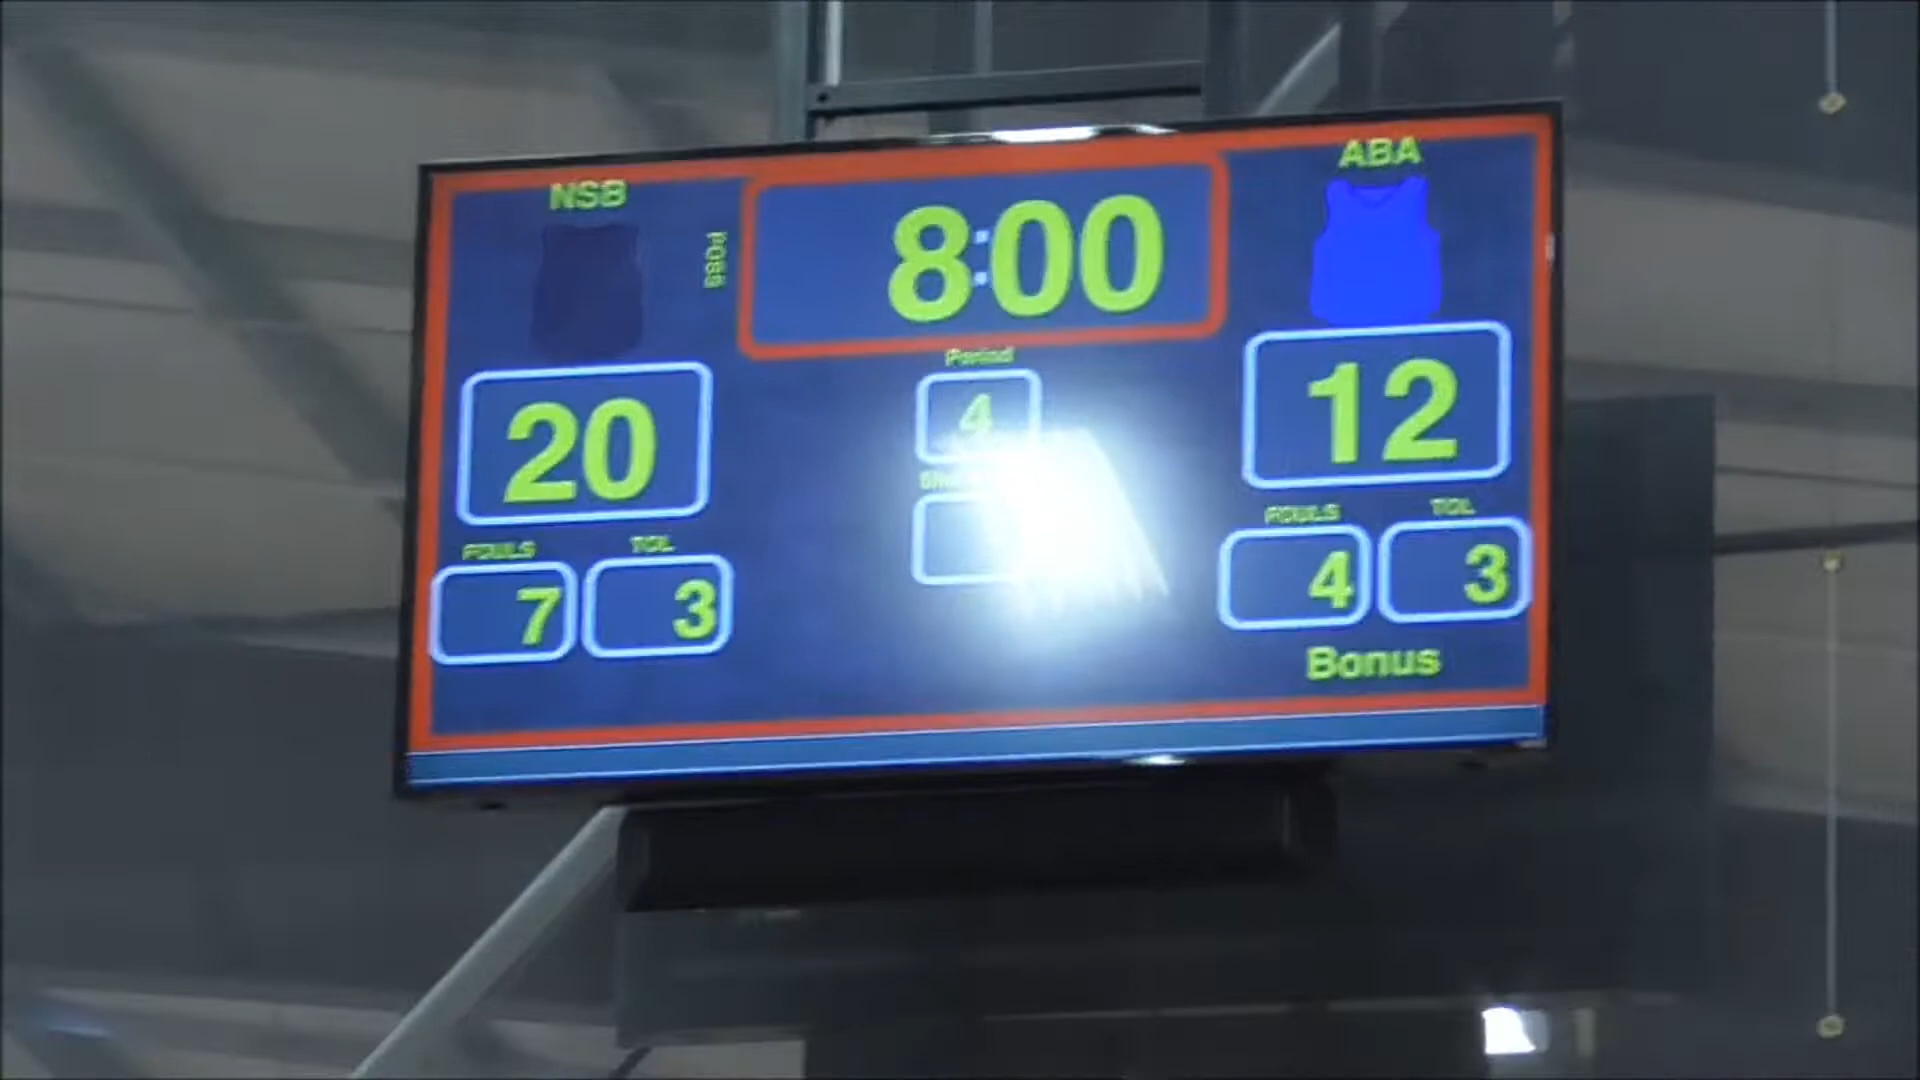 NSB
ABA
POSS
8:00
Period
4
20
12
FOULS
TOL
FOULS
TOL
7
3
4
3
Bonus